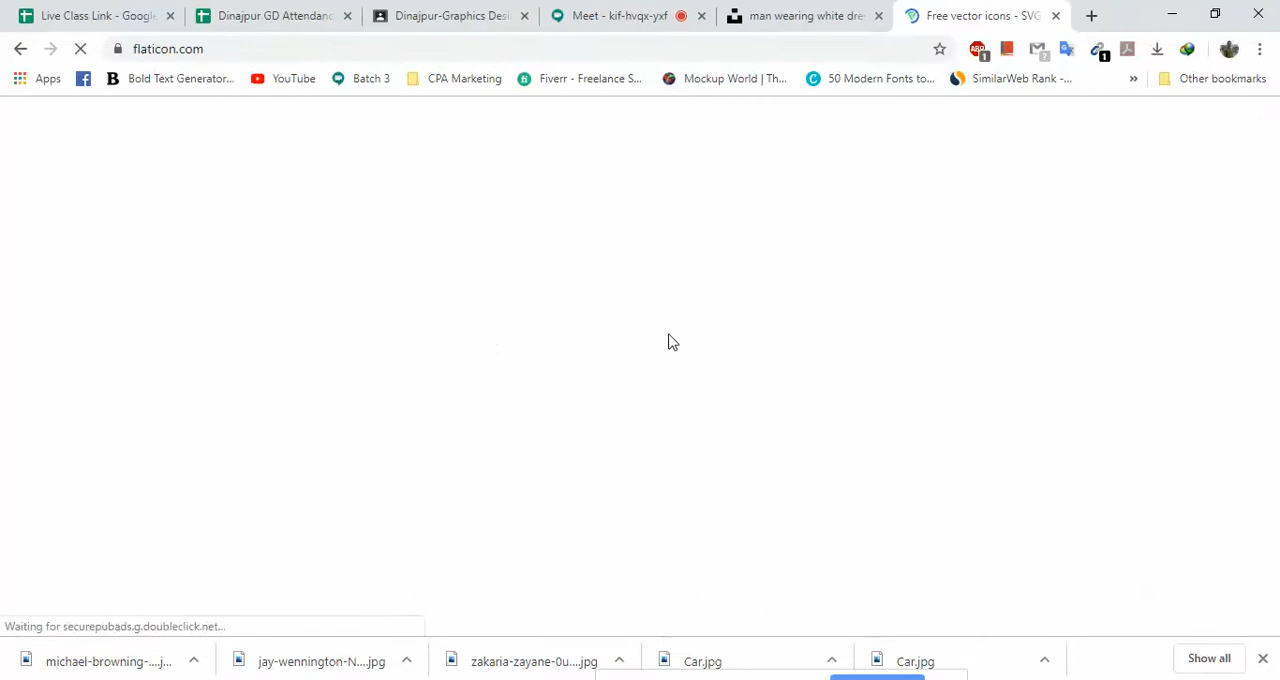 Live Class Link - Google
Dinajpur GD Attendanc
Dinajpur-Graphics Desi
Meet - kif-hvqx-yxf
man wearing white dre
Free vector icons - SVG
flaticon.com
1
?
1
Apps
Bold Text Generator...
YouTube
Batch 3
CPA Marketing
Fiverr - Freelance S...
Mockup World | Th...
50 Modern Fonts to...
SimilarWeb Rank -...
»
Other bookmarks
Waiting for securepubads.g.doubleclick.net...
michael-browning-....j...
jay-wennington-N....jpg
zakaria-zayane-0u....jpg
Car.jpg
Car.jpg
Show all